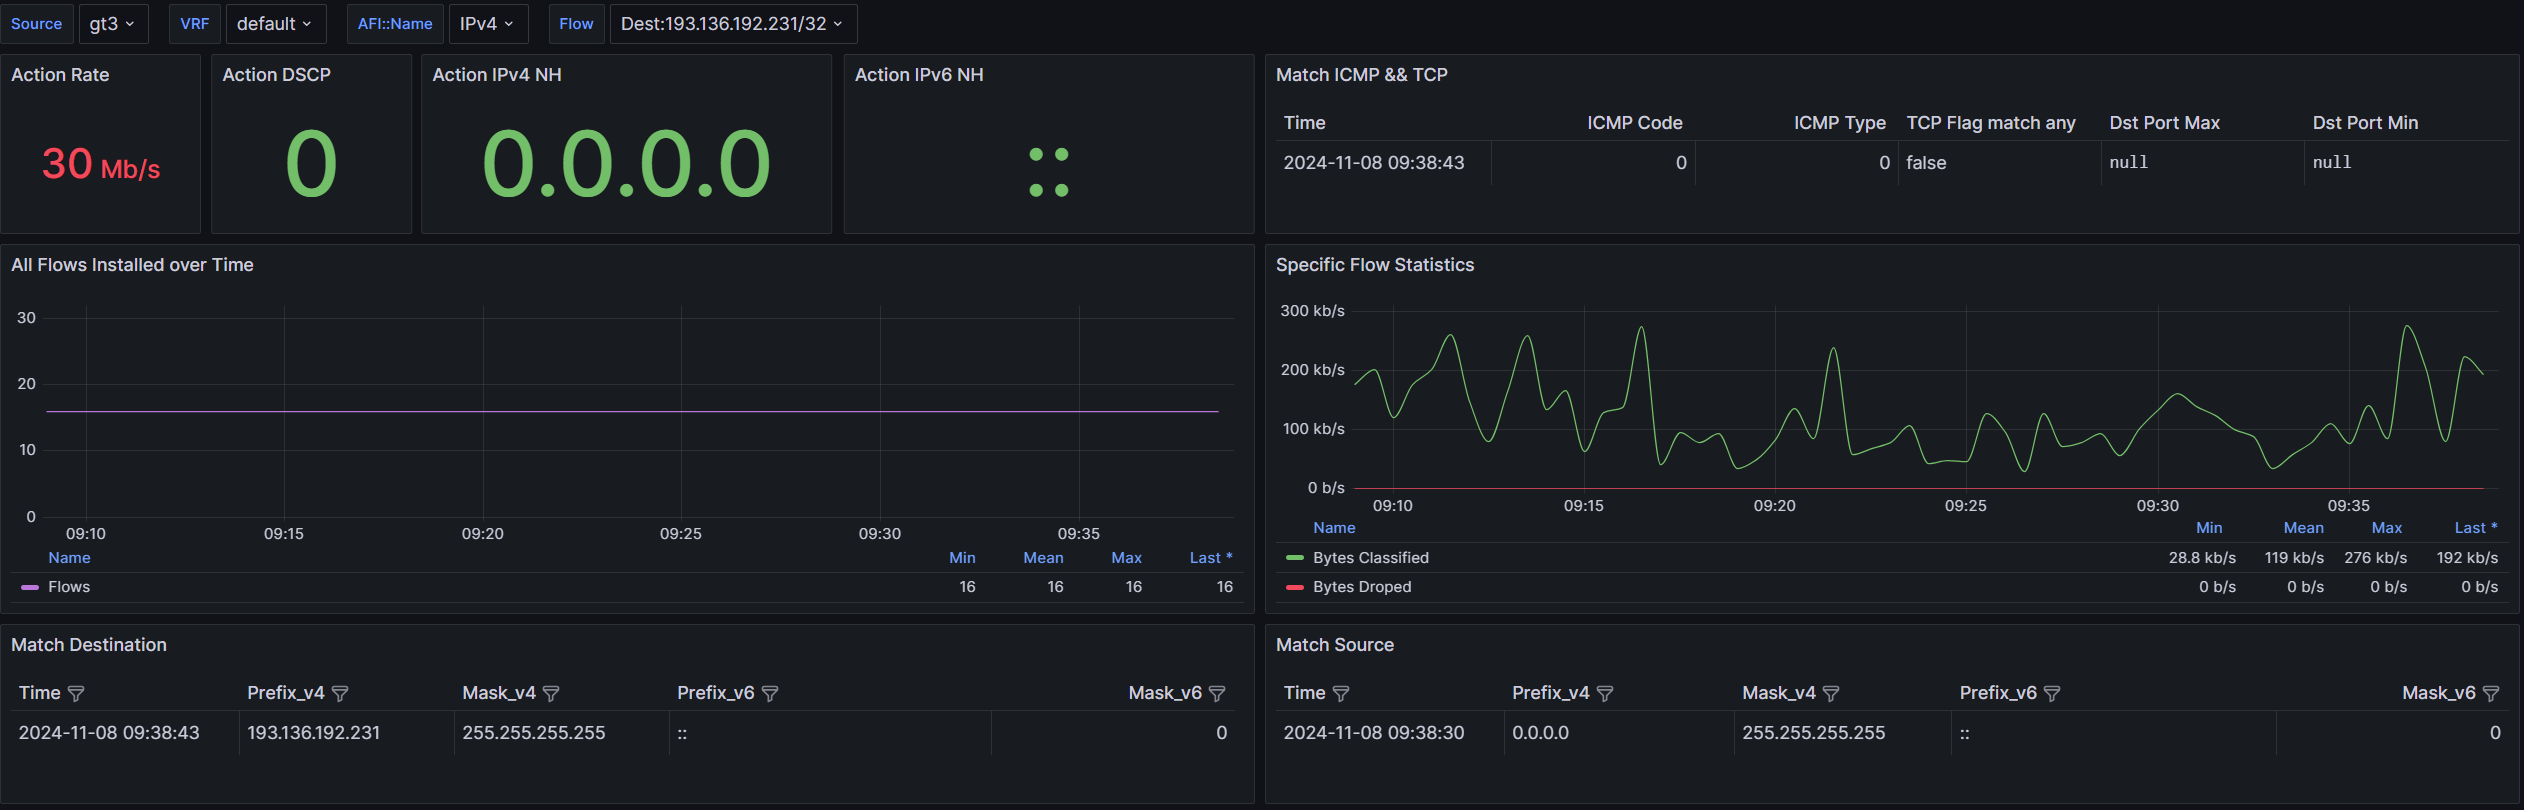 Source gt3 VRF default AFI::Name IPv4 Flow Dest:193.136.192.231/32
Action Rate
30 Mb/s
Action DSCP
0
Action IPv4 NH
0.0.0.0
Action IPv6 NH
::
Match ICMP && TCP
Time ICMP Code ICMP Type TCP Flag match any Dst Port Max Dst Port Min
2024-11-08 09:38:43 0 0 false null null
All Flows Installed over Time
30
20
10
0
09:10 09:15 09:20 09:25 09:30 09:35
Name Min Mean Max Last *
Flows 16 16 16 16
Specific Flow Statistics
300 kb/s
200 kb/s
100 kb/s
0 b/s
09:10 09:15 09:20 09:25 09:30 09:35
Name Min Mean Max Last *
Bytes Classified 28.8 kb/s 119 kb/s 276 kb/s 192 kb/s
Bytes Droped 0 b/s 0 b/s 0 b/s 0 b/s
Match Destination
Time Prefix_v4 Mask_v4 Prefix_v6 Mask_v6
2024-11-08 09:38:43 193.136.192.231 255.255.255.255 :: 0
Match Source
Time Prefix_v4 Mask_v4 Prefix_v6 Mask_v6
2024-11-08 09:38:30 0.0.0.0 255.255.255.255 :: 0